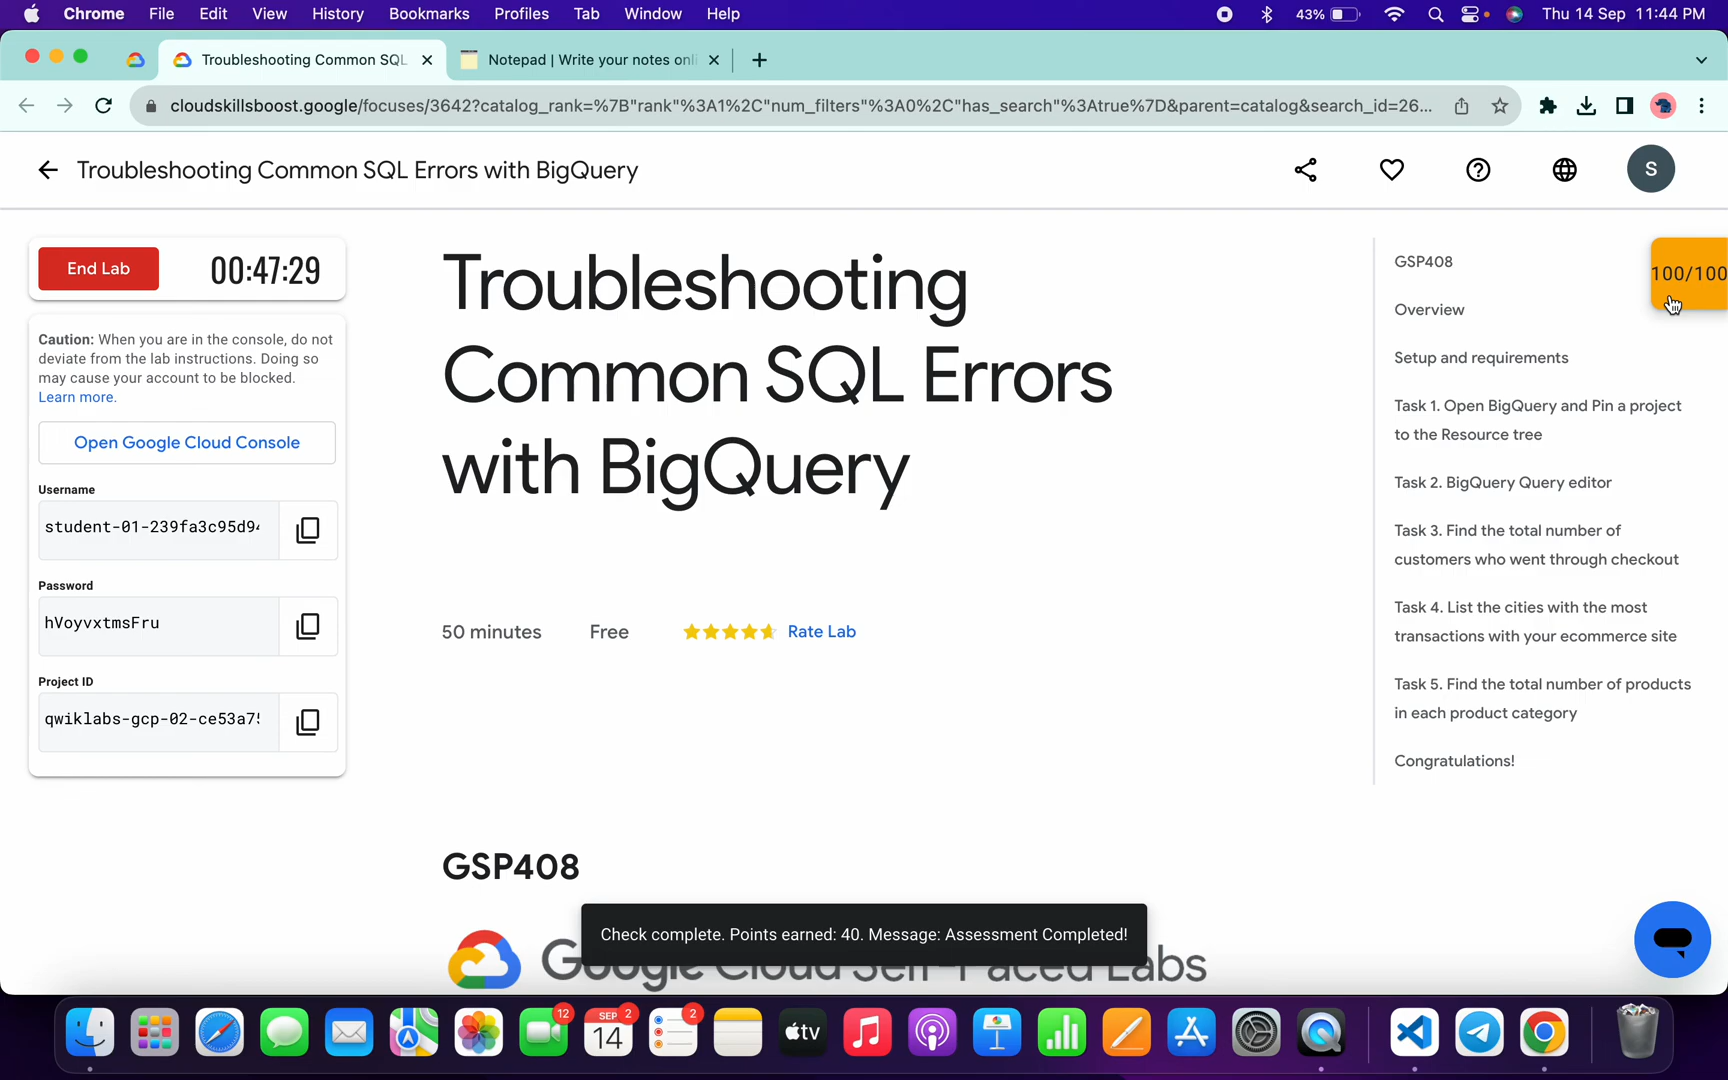 Chrome File Edit View History Bookmarks Profiles Tab Window Help 43% Thu 14 Sep 11:44 PM
Troubleshooting Common SQL Notepad | Write your notes onli
cloudskillsboost.google/focuses/3642?catalog_rank=%7B"rank"%3A1%2C"num_filters"%3A0%2C"has_search"%3Atrue%7D&parent=catalog&search_id=26...
Troubleshooting Common SQL Errors with BigQuery
S
End Lab 00:47:29
Caution: When you are in the console, do not
deviate from the lab instructions. Doing so
may cause your account to be blocked.
Learn more.
Open Google Cloud Console
Username
student-01-239fa3c95d94
Password
hVoyvxtmsFru
Project ID
qwiklabs-gcp-02-ce53a75
Troubleshooting
Common SQL Errors
with BigQuery
50 minutes Free Rate Lab
GSP408
Google Cloud Self-Paced Labs
Check complete. Points earned: 40. Message: Assessment Completed!
GSP408
Overview
Setup and requirements
Task 1. Open BigQuery and Pin a project
to the Resource tree
Task 2. BigQuery Query editor
Task 3. Find the total number of
customers who went through checkout
Task 4. List the cities with the most
transactions with your ecommerce site
Task 5. Find the total number of products
in each product category
Congratulations!
100/100
12
SEP 2
14
2
tv